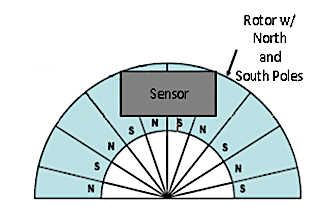 Rotor w/
North
and
South Poles
Sensor
S N S N
S S
S N
N S